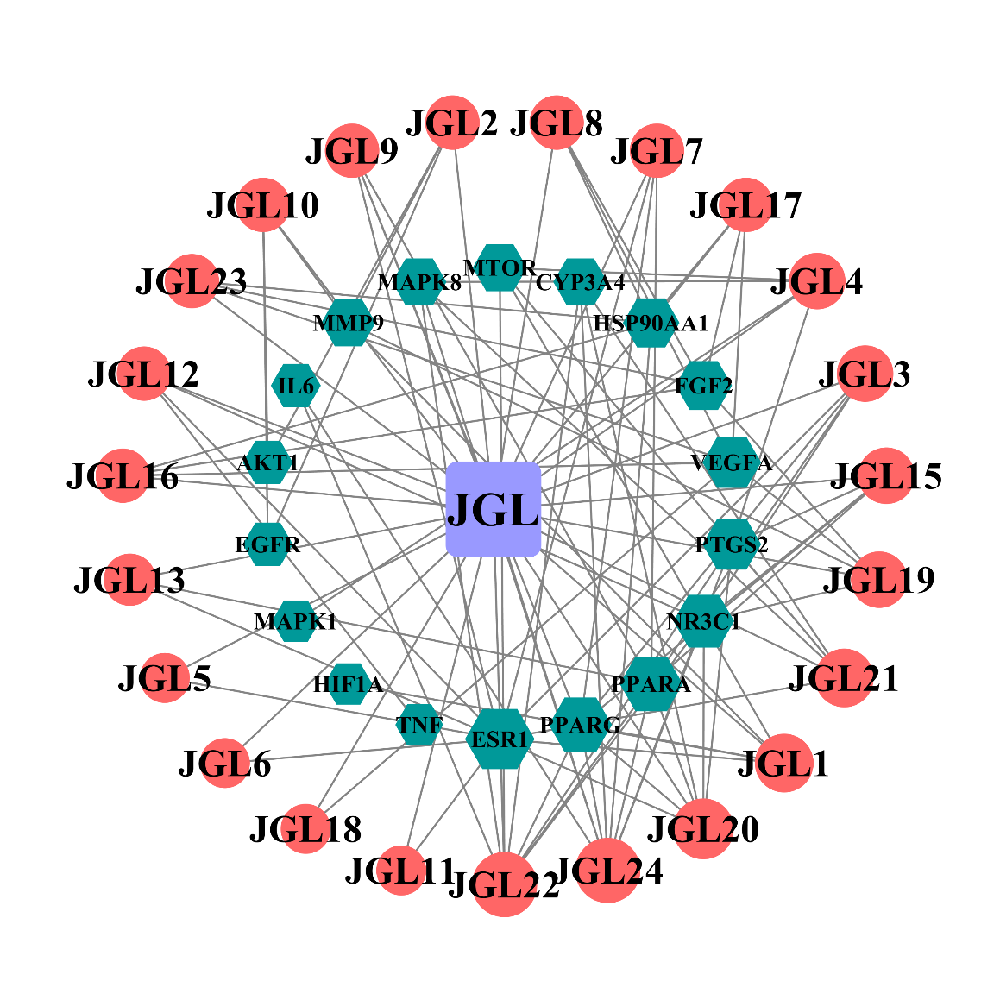 JGL2
JGL8
JGL9
JGL7
JGL10
JGL17
JGL23
MAPK8
MTOR
CYP3A4
JGL4
MMP9
HSP90AA1
JGL12
IL6
FGF2
JGL3
JGL16
AKT1
VEGFA
JGL15
JGL
EGFR
PTGS2
JGL13
JGL19
MAPK1
NR3C1
JGL5
HIF1A
PPARA
JGL21
TNF
ESR1
PPARG
JGL6
JGL1
JGL18
JGL20
JGL11
JGL22
JGL24